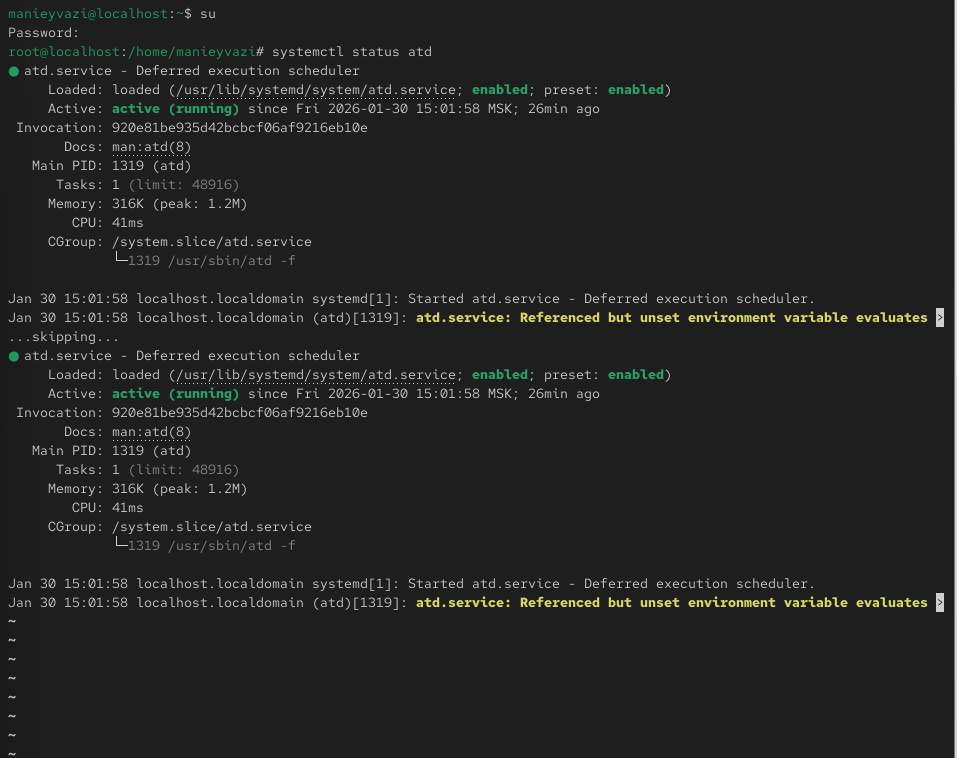 manieyvazi@localhost:~$ su
Password:
root@localhost:/home/manieyvazi# systemctl status atd
● atd.service - Deferred execution scheduler
     Loaded: loaded (/usr/lib/systemd/system/atd.service; enabled; preset: enabled)
     Active: active (running) since Fri 2026-01-30 15:01:58 MSK; 26min ago
 Invocation: 920e81be935d42bcbcf06af9216eb10e
       Docs: man:atd(8)
   Main PID: 1319 (atd)
      Tasks: 1 (limit: 48916)
     Memory: 316K (peak: 1.2M)
        CPU: 41ms
     CGroup: /system.slice/atd.service
             └─1319 /usr/sbin/atd -f

Jan 30 15:01:58 localhost.localdomain systemd[1]: Started atd.service - Deferred execution scheduler.
Jan 30 15:01:58 localhost.localdomain (atd)[1319]: atd.service: Referenced but unset environment variable evaluates >
...skipping...
● atd.service - Deferred execution scheduler
     Loaded: loaded (/usr/lib/systemd/system/atd.service; enabled; preset: enabled)
     Active: active (running) since Fri 2026-01-30 15:01:58 MSK; 26min ago
 Invocation: 920e81be935d42bcbcf06af9216eb10e
       Docs: man:atd(8)
   Main PID: 1319 (atd)
      Tasks: 1 (limit: 48916)
     Memory: 316K (peak: 1.2M)
        CPU: 41ms
     CGroup: /system.slice/atd.service
             └─1319 /usr/sbin/atd -f

Jan 30 15:01:58 localhost.localdomain systemd[1]: Started atd.service - Deferred execution scheduler.
Jan 30 15:01:58 localhost.localdomain (atd)[1319]: atd.service: Referenced but unset environment variable evaluates >
~
~
~
~
~
~
~
~